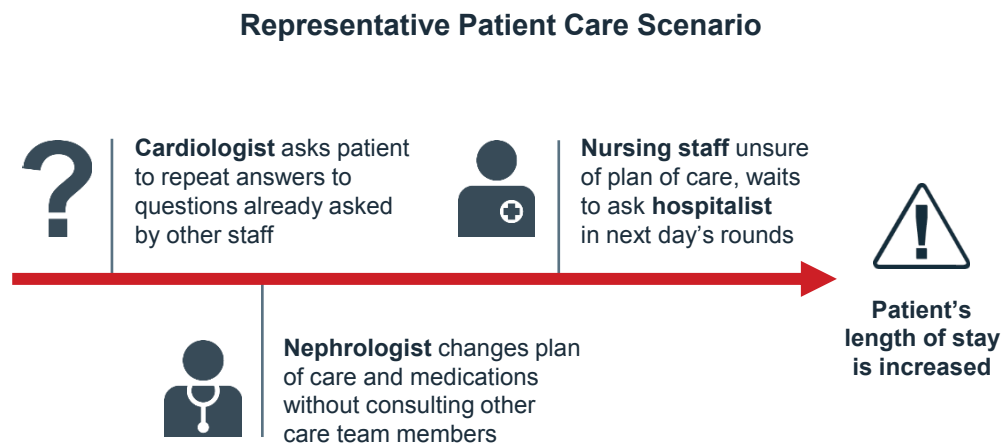 Representative Patient Care Scenario
Cardiologist asks patient
to repeat answers to
questions already asked
by other staff
Nephrologist changes plan
of care and medications
without consulting other
care team members
Nursing staff unsure
of plan of care, waits
to ask hospitalist
in next day’s rounds
Patient’s
length of stay
is increased